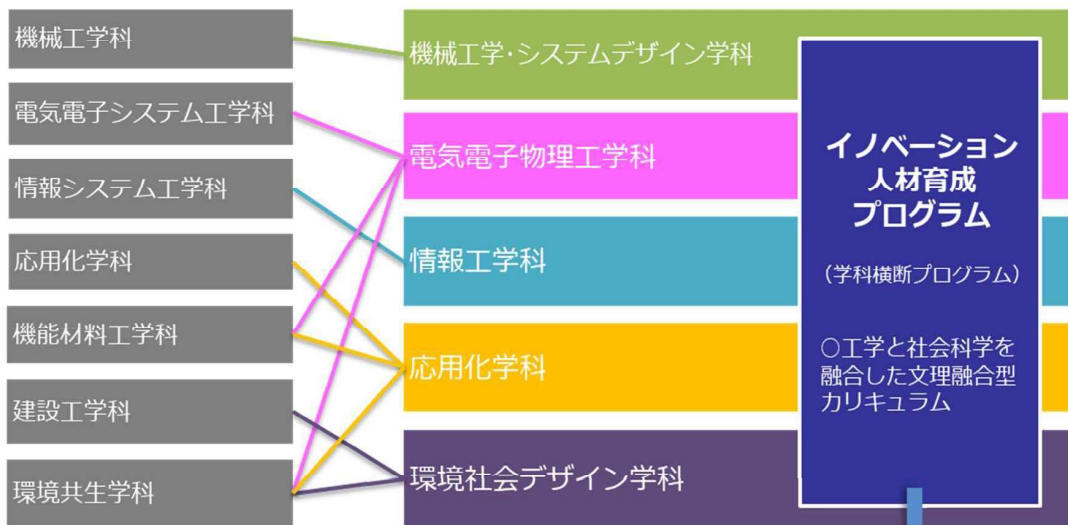 機械工学科
電気電子システム工学科
情報システム工学科
応用化学科
機能材料工学科
建設工学科
環境共生学科
機械工学・システムデザイン学科
電気電子物理工学科
情報工学科
応用化学科
環境社会デザイン学科
イノベーション
人材育成
プログラム
（学科横断プログラム）
○工学と社会科学を
融合した文理融合型
カリキュラム